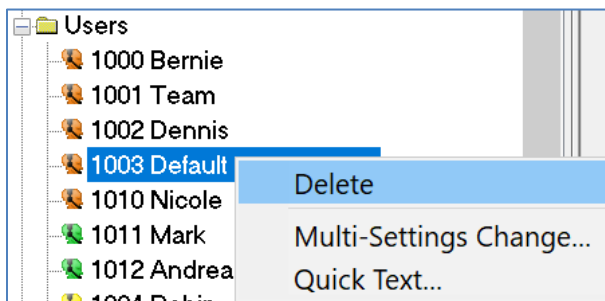 Users
1000 Bernie
1001 Team
1002 Dennis
1003 Default
Delete
1010 Nicole
1011 Mark
Multi-Settings Change...
1012 Andrea
Quick Text...